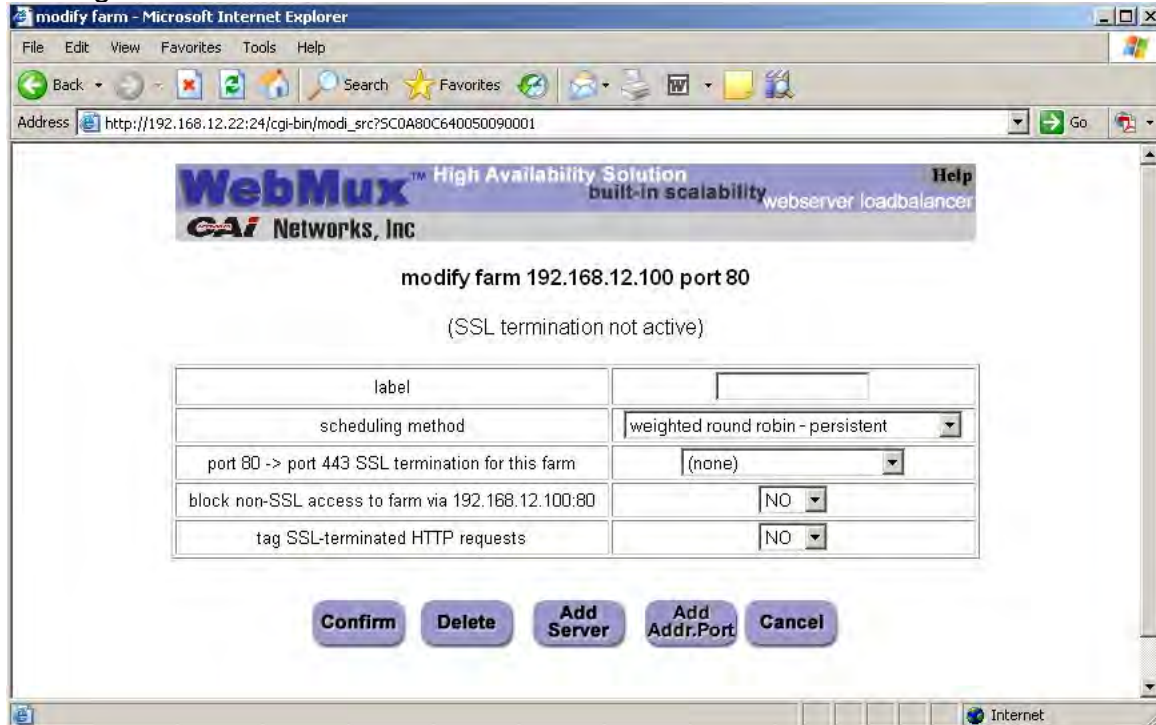 modify farm - Microsoft Internet Explorer
File Edit View Favorites Tools Help
Back Search Favorites
Address http://192.168.12.22:24/cgi-bin/modi_src?SC0A80C640050090001 Go
WebMux™ High Availability Solution Help
built-in scalability webserver loadbalancer
CAI Networks, Inc
modify farm 192.168.12.100 port 80
(SSL termination not active)
label
scheduling method weighted round robin - persistent
port 80 -> port 443 SSL termination for this farm (none)
block non-SSL access to farm via 192.168.12.100:80 NO
tag SSL-terminated HTTP requests NO
Confirm Delete Add Server Add Addr.Port Cancel
Internet